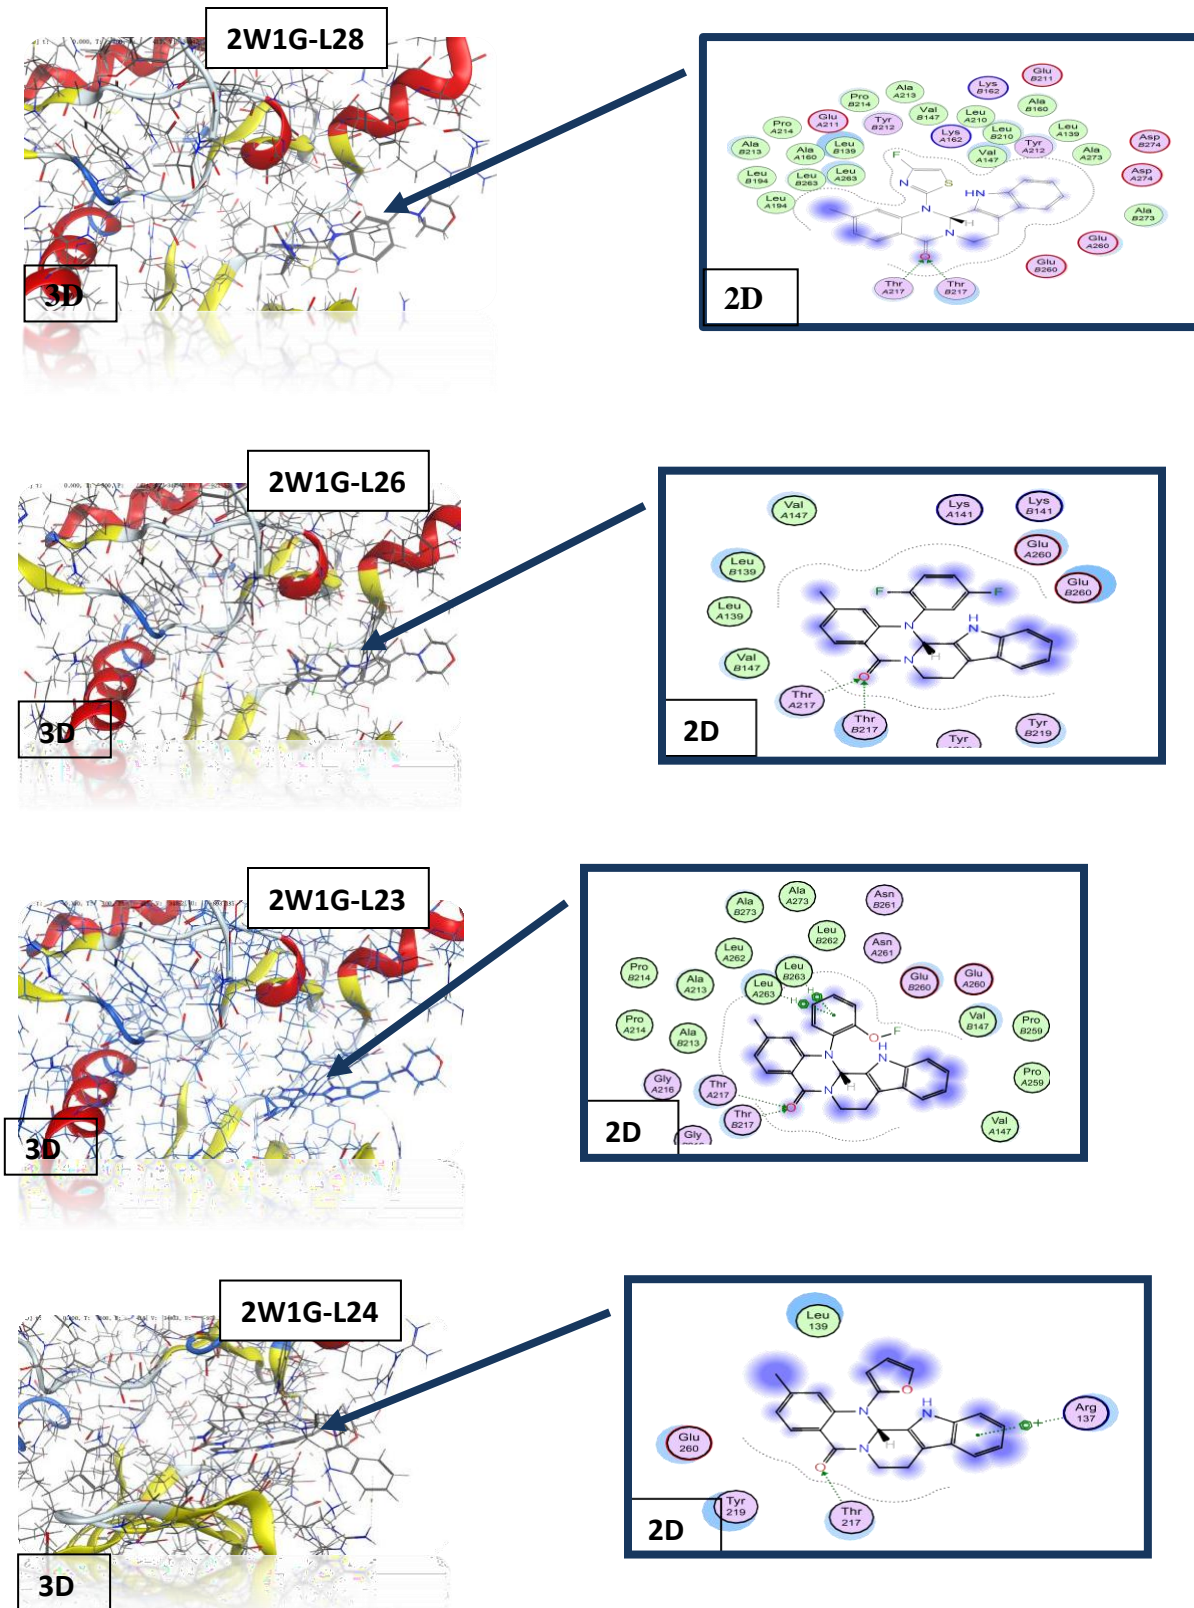 2W1G-L28
3D
Glu B211
Lys B162
Ala A213
Pro B214
Ala B160
Val B147
Leu A210
Glu A211
Tyr B212
Pro A214
Lys A162
Leu B210
Leu A139
Asp B274
Ala B213
Ala A160
Leu B139
Val A147
Tyr A212
Ala A273
Asp A274
Leu B194
Leu B263
Leu A263
Leu A194
Ala B273
Glu A260
Glu B260
Thr A217
Thr B217
F
S
N
N
HN
N
H
2D
2W1G-L26
3D
Val A147
Lys A141
Lys B141
Glu A260
Leu B139
Glu B260
Leu A139
Val B147
Thr A217
Thr B217
Tyr B219
Tyr
F
F
N
H
N
N
H
O
2D
2W1G-L23
3D
Ala A273
Ala B273
Asn B261
Leu B262
Leu A262
Asn A261
Pro B214
Ala A213
Leu A263
Leu B263
Glu B260
Glu A260
Val B147
Pro B259
Pro A214
Ala B213
Pro A259
Gly A216
Thr A217
Thr B217
Gly
Val A147
H
H
O
F
N
H
N
N
H
O
2D
2W1G-L24
3D
Leu 139
Arg 137
Glu 260
Tyr 219
Thr 217
O
N
HN
N
H
O
+
2D